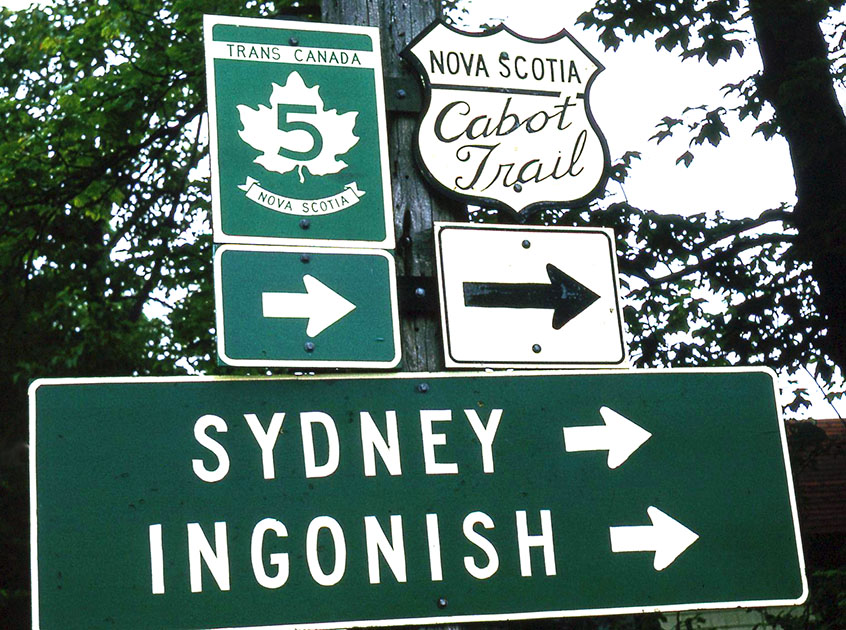 TRANS CANADA
5
NOVA SCOTIA
NOVA SCOTIA
Cabot
Trail
SYDNEY
INGONISH